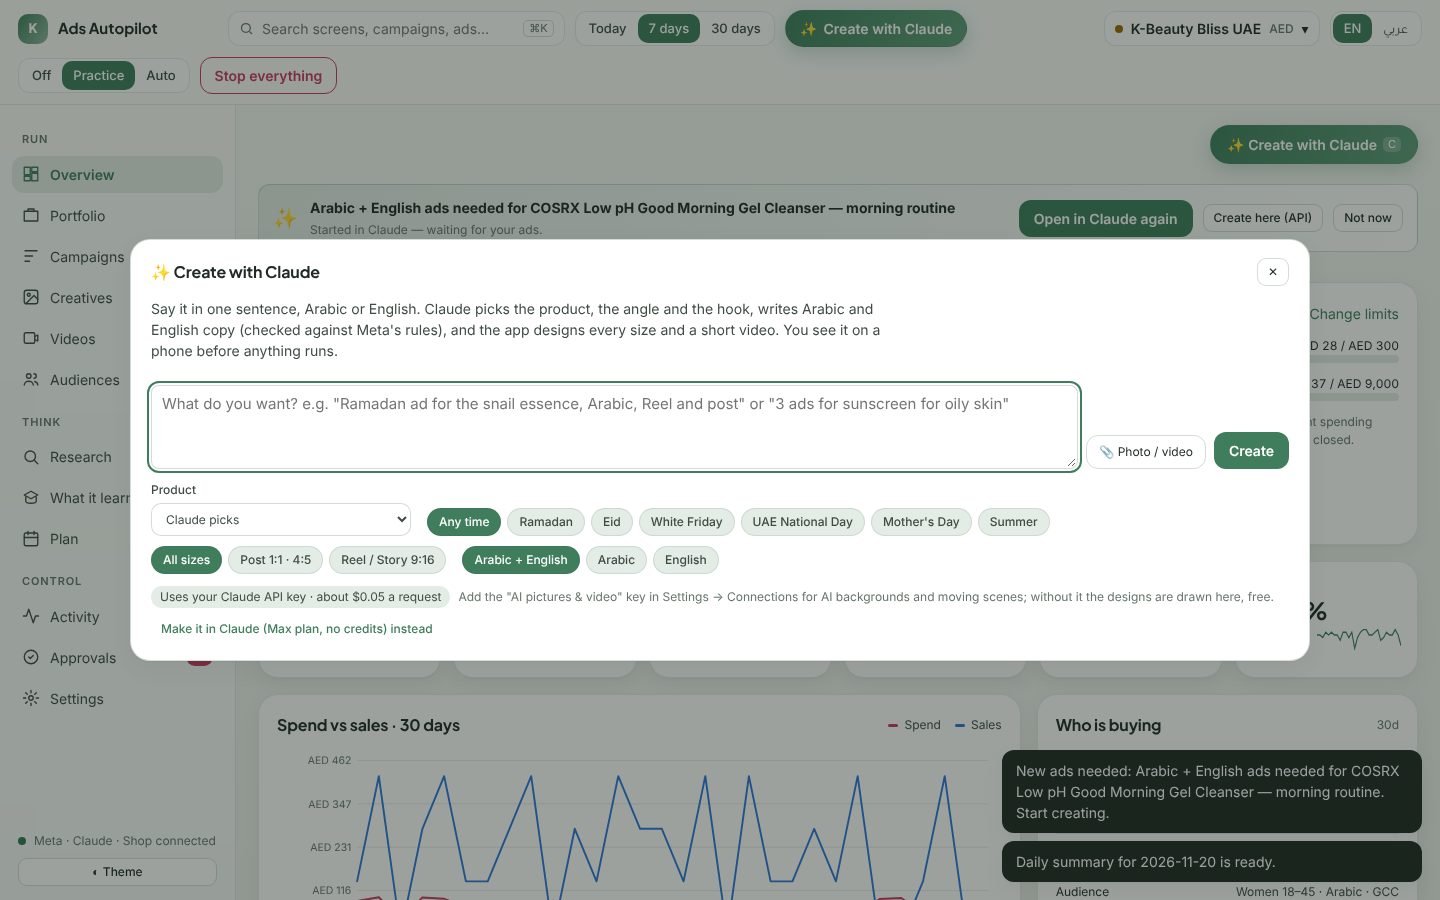 K Ads Autopilot
Search screens, campaigns, ads... ⌘K
Today 7 days 30 days
✨ Create with Claude
K-Beauty Bliss UAE AED ▾
EN عربي
Off Practice Auto
Stop everything
RUN
Overview
Portfolio
Campaigns
Creatives
Videos
Audiences
THINK
Research
What it lear
Plan
CONTROL
Activity
Approvals
Settings
Meta · Claude · Shop connected
Theme
✨ Create with Claude C
✨ Arabic + English ads needed for COSRX Low pH Good Morning Gel Cleanser — morning routine
Started in Claude — waiting for your ads.
Open in Claude again Create here (API) Not now
Change limits
D 28 / AED 300
37 / AED 9,000
spending
closed.
%
✨ Create with Claude ×
Say it in one sentence, Arabic or English. Claude picks the product, the angle and the hook, writes Arabic and
English copy (checked against Meta's rules), and the app designs every size and a short video. You see it on a
phone before anything runs.
What do you want? e.g. "Ramadan ad for the snail essence, Arabic, Reel and post" or "3 ads for sunscreen for oily skin"
📎 Photo / video Create
Product
Claude picks Any time Ramadan Eid White Friday UAE National Day Mother's Day Summer
All sizes Post 1:1 · 4:5 Reel / Story 9:16 Arabic + English Arabic English
Uses your Claude API key · about $0.05 a request Add the "AI pictures & video" key in Settings → Connections for AI backgrounds and moving scenes; without it the designs are drawn here, free.
Make it in Claude (Max plan, no credits) instead
Spend vs sales · 30 days Spend Sales
AED 462
AED 347
AED 231
AED 116
Who is buying 30d
New ads needed: Arabic + English ads needed for COSRX
Low pH Good Morning Gel Cleanser — morning routine.
Start creating.
Daily summary for 2026-11-20 is ready.
Audience Women 18–45 · Arabic · GCC